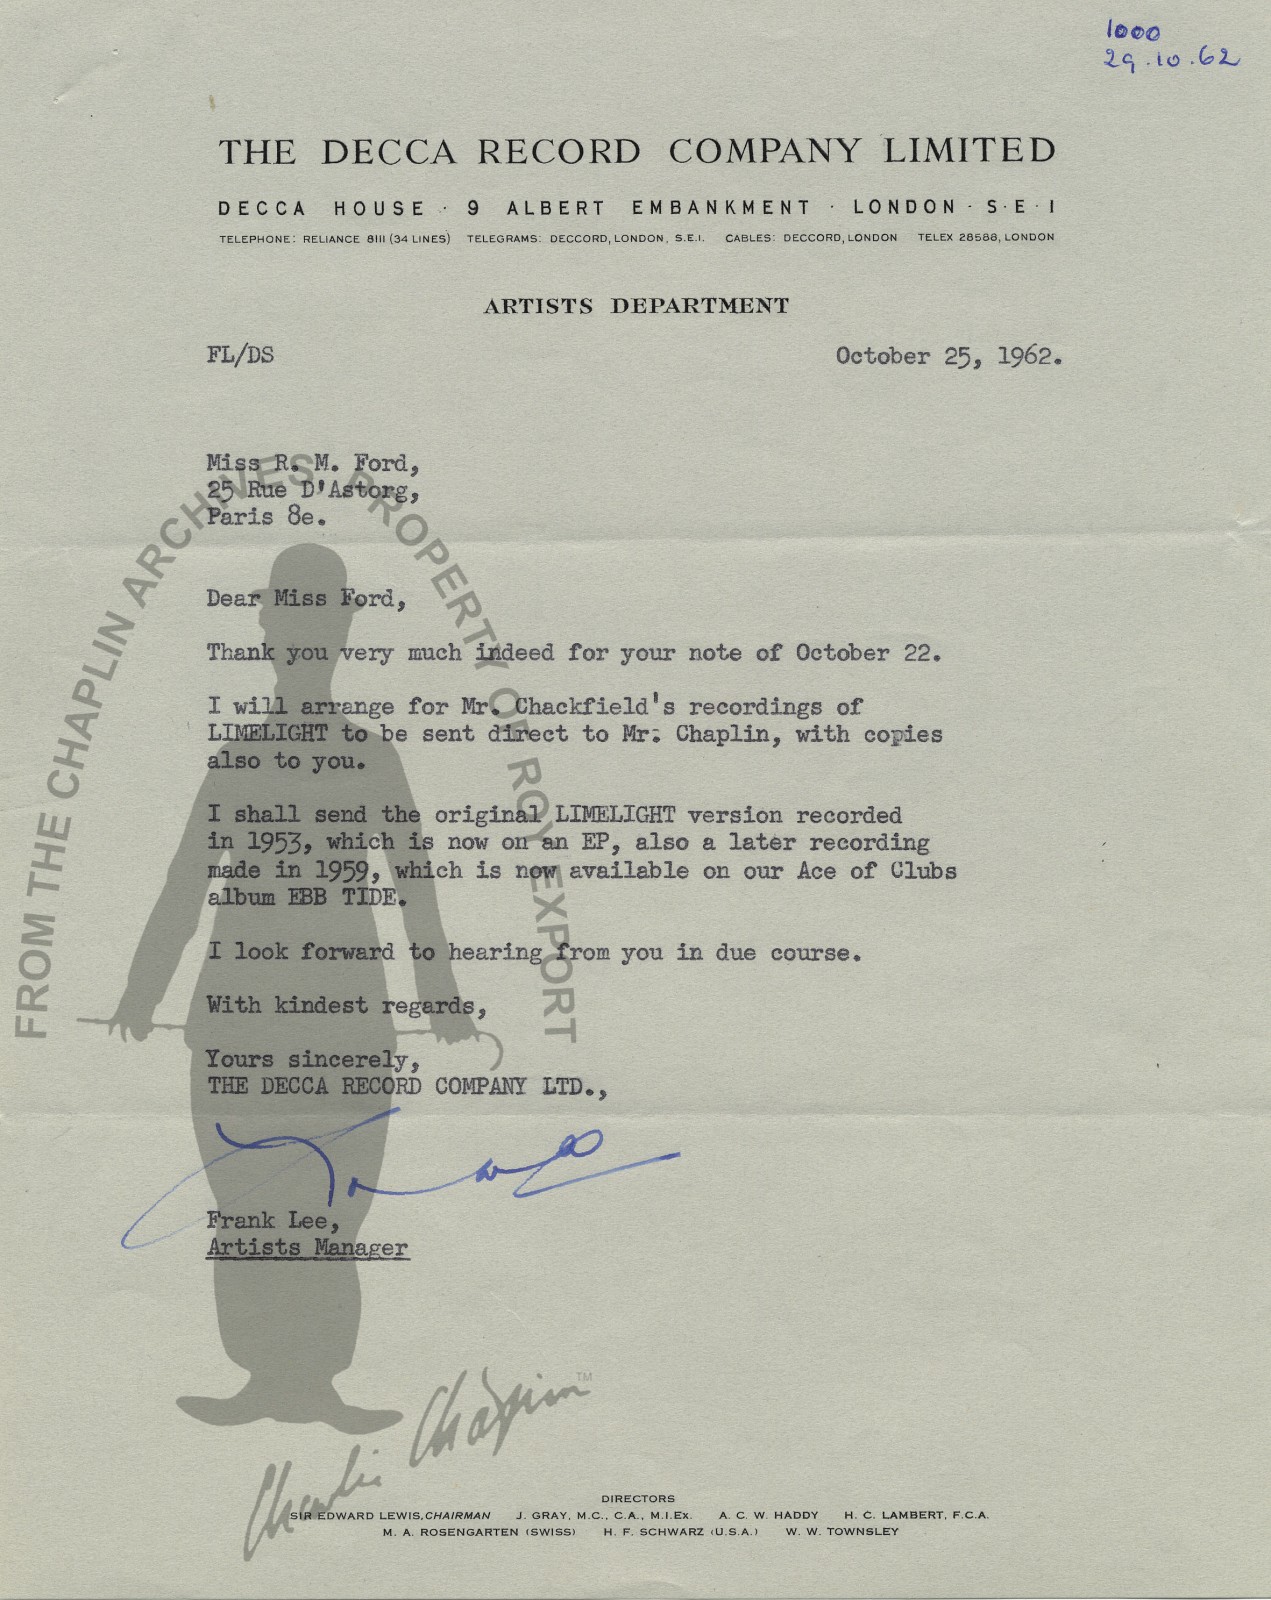 1000
29.10.62
THE DECCA RECORD COMPANY LIMITED
DECCA HOUSE · 9 ALBERT EMBANKMENT · LONDON · S·E·1
TELEPHONE: RELIANCE 8111 (34 LINES) TELEGRAMS: DECCORD, LONDON, S.E.1. CABLES: DECCORD, LONDON TELEX 28588, LONDON
ARTISTS DEPARTMENT
FL/DS October 25, 1962.
Miss R. M. Ford,
25 Rue D'Astorg,
Paris 8e.
Dear Miss Ford,
Thank you very much indeed for your note of October 22.
I will arrange for Mr. Chackfield's recordings of
LIMELIGHT to be sent direct to Mr. Chaplin, with copies
also to you.
I shall send the original LIMELIGHT version recorded
in 1953, which is now on an EP, also a later recording
made in 1959, which is now available on our Ace of Clubs
album EBB TIDE.
I look forward to hearing from you in due course.
With kindest regards,
Yours sincerely,
THE DECCA RECORD COMPANY LTD.,
Frank Lee,
Artists Manager
FROM THE CHAPLIN ARCHIVES PROPERTY OF ROY EXPORT
Charlie Chaplin ™
DIRECTORS
SIR EDWARD LEWIS, CHAIRMAN J. GRAY, M.C., C.A., M.I.Ex. A. C. W. HADDY H. C. LAMBERT, F.C.A.
M. A. ROSENGARTEN (SWISS) H. F. SCHWARZ (U.S.A.) W. W. TOWNSLEY